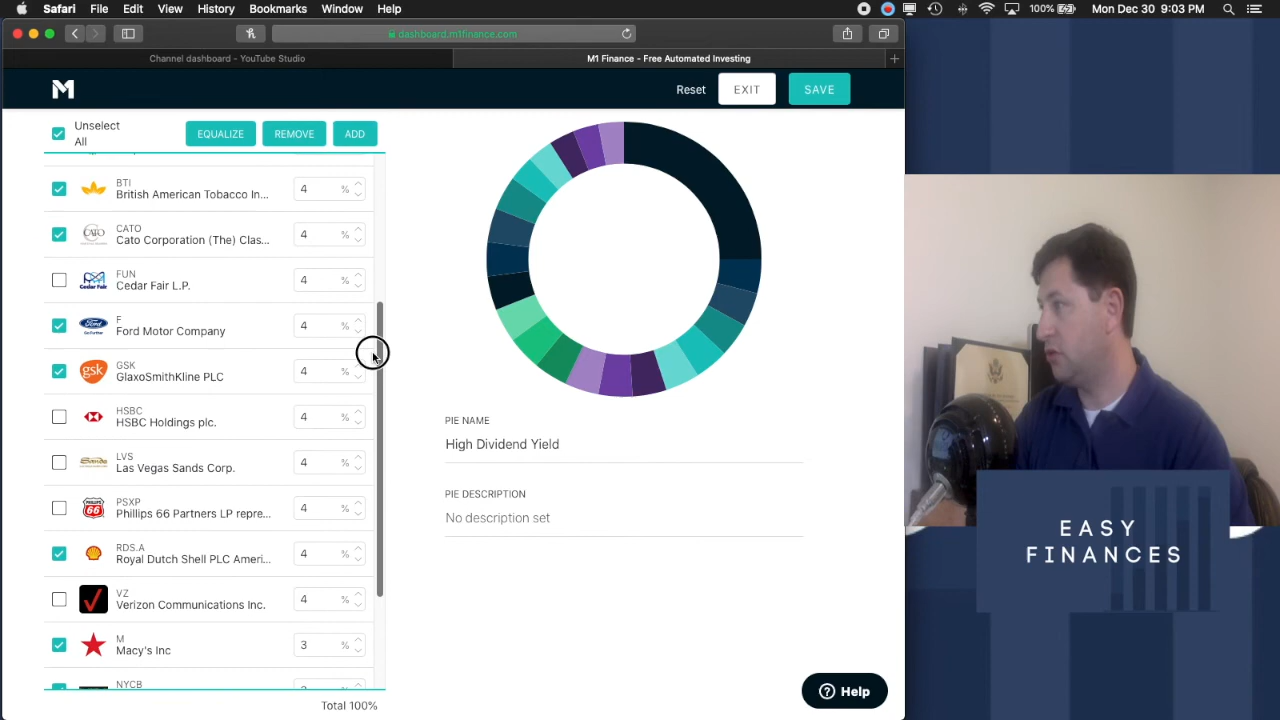 Safari File Edit View History Bookmarks Window Help
100% Mon Dec 30 9:03 PM
dashboard.m1finance.com
Channel dashboard - YouTube Studio
M1 Finance - Free Automated Investing
Reset EXIT SAVE
Unselect
All
EQUALIZE REMOVE ADD
BTI
British American Tobacco In...
4 %
CATO
Cato Corporation (The) Clas...
4 %
FUN
Cedar Fair L.P.
4 %
F
Ford Motor Company
4 %
gsk
GSK
GlaxoSmithKline PLC
4 %
HSBC
HSBC Holdings plc.
4 %
LVS
Las Vegas Sands Corp.
4 %
PSXP
Phillips 66 Partners LP repre...
4 %
RDS.A
Royal Dutch Shell PLC Ameri...
4 %
VZ
Verizon Communications Inc.
4 %
M
Macy's Inc
3 %
NYCB
Total 100%
PIE NAME
High Dividend Yield
PIE DESCRIPTION
No description set
Help
EASY
FINANCES